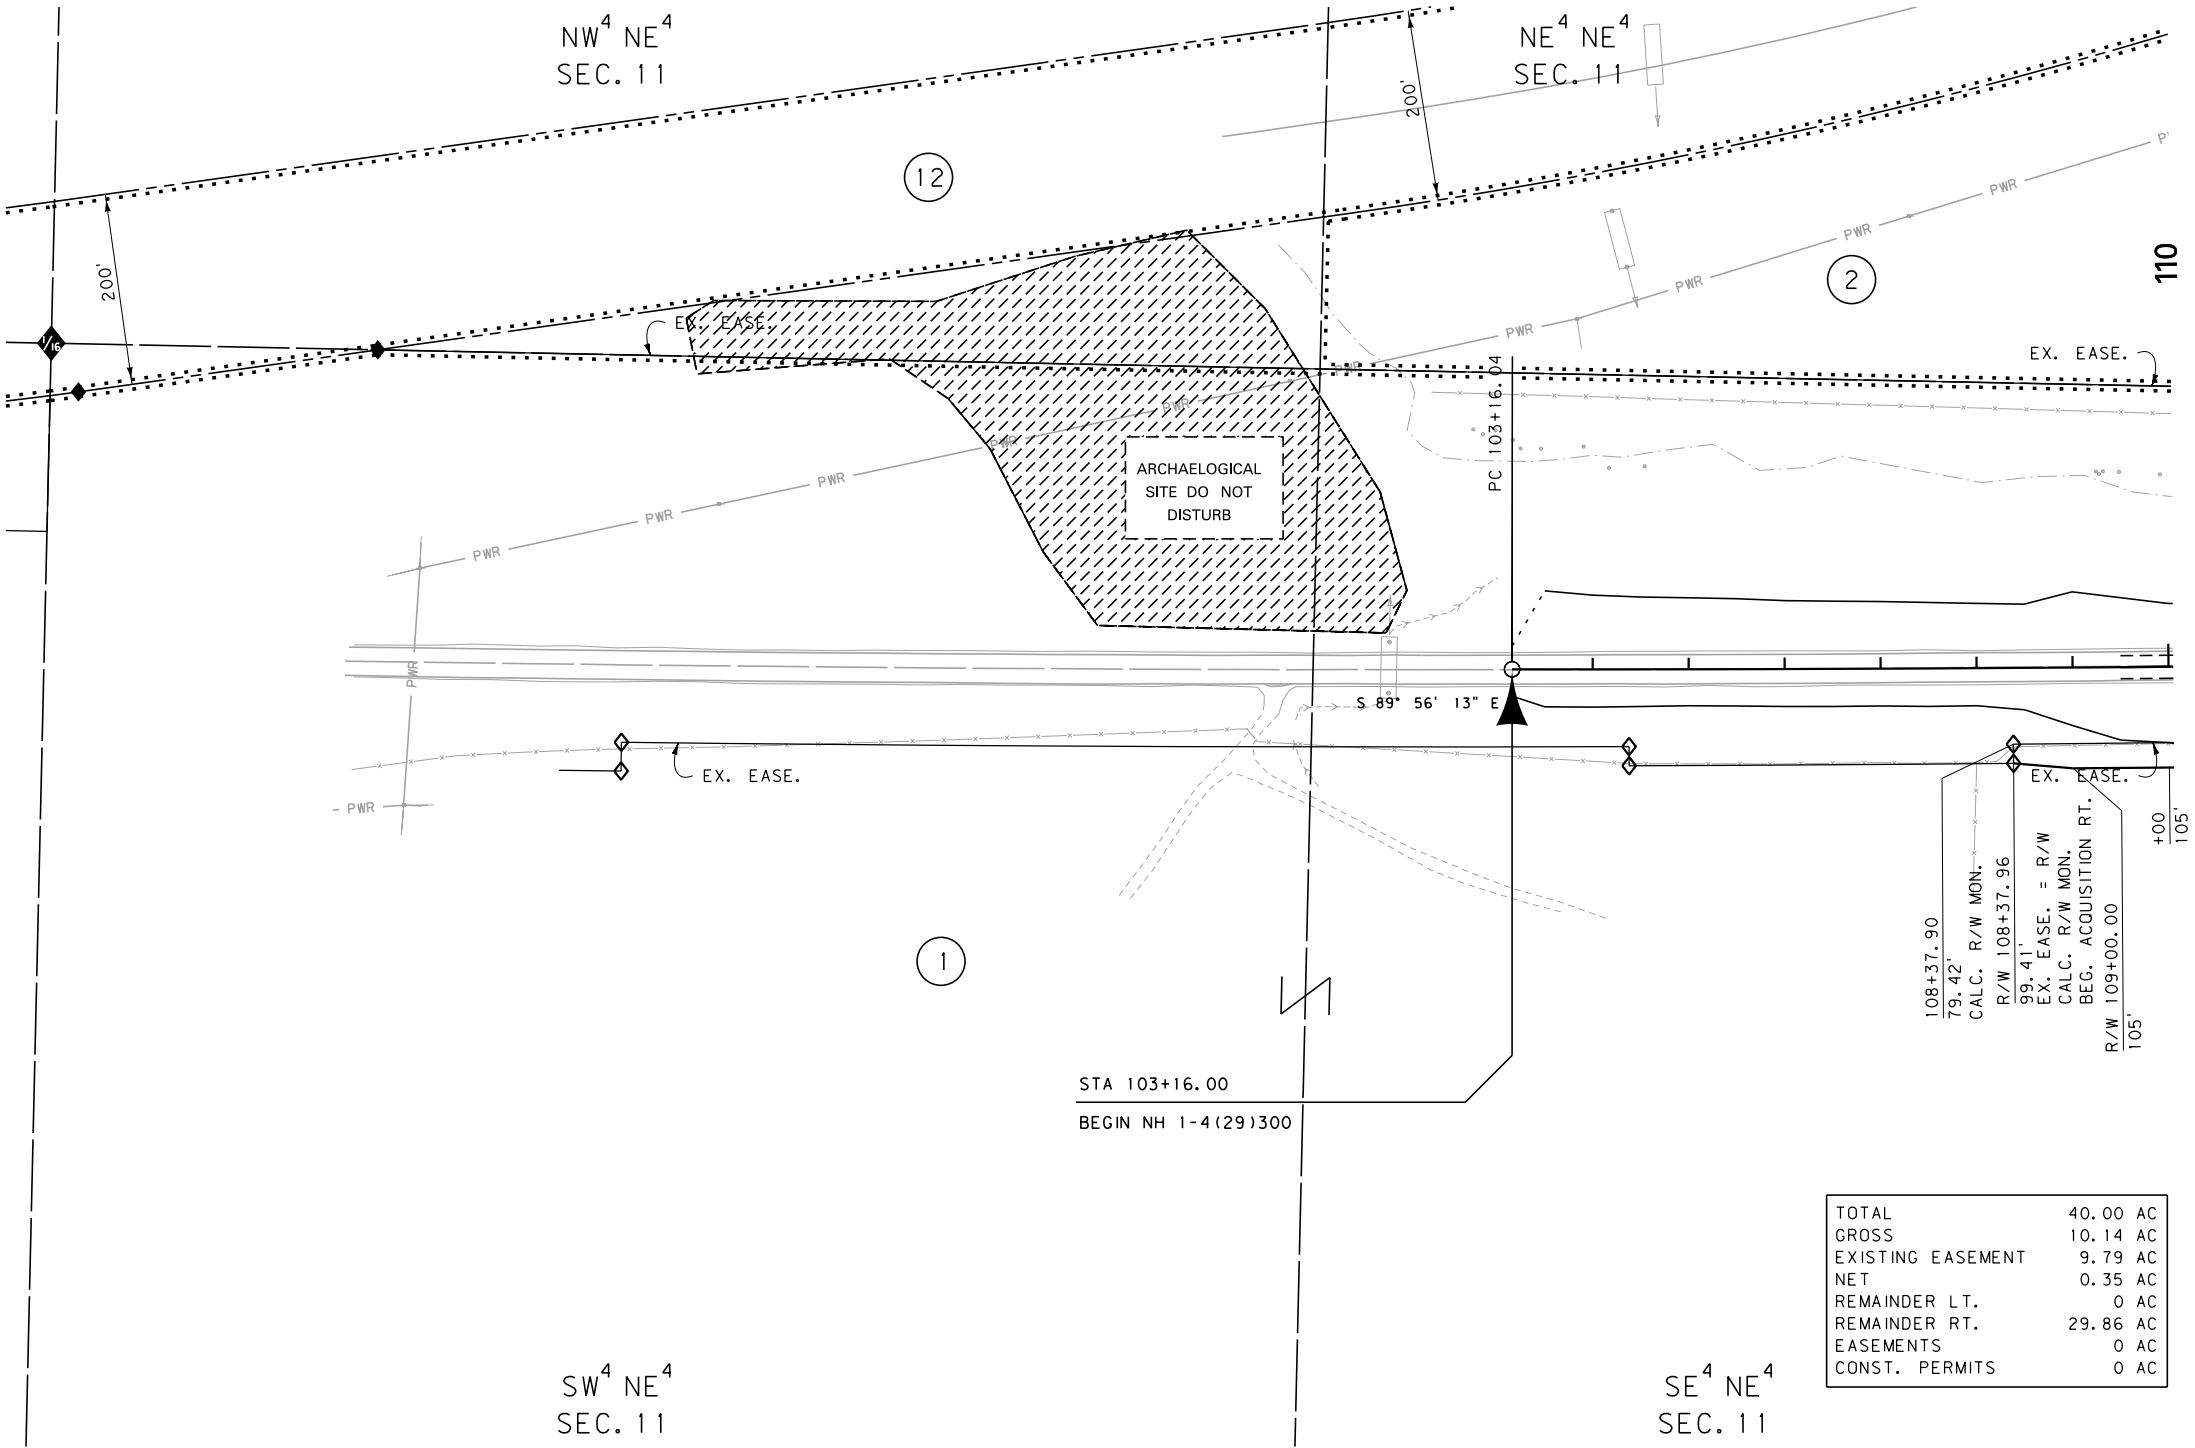 NW4 NE4
SEC. 11
NE4 NE4
SEC. 11
200'
200'
12
2
110
1/16
EX. EASE.
EX. EASE.
PWR
PWR
PWR
PWR
PWR
PWR
PWR
PWR
PWR
PWR
PWR
PWR
- PWR
ARCHAELOGICAL
SITE DO NOT
DISTURB
PC 103+16.04
S 89° 56' 13" E
EX. EASE.
EX. EASE.
1
108+37.90
79.42'
CALC. R/W MON.
R/W 108+37.96
99.41'
EX. EASE. = R/W
CALC. R/W MON.
BEG. ACQUISITION RT.
R/W 109+00.00
105'
+00
105'
STA 103+16.00
BEGIN NH 1-4(29)300
TOTAL 40.00 AC
GROSS 10.14 AC
EXISTING EASEMENT 9.79 AC
NET 0.35 AC
REMAINDER LT. 0 AC
REMAINDER RT. 29.86 AC
EASEMENTS 0 AC
CONST. PERMITS 0 AC
SW4 NE4
SEC. 11
SE4 NE4
SEC. 11